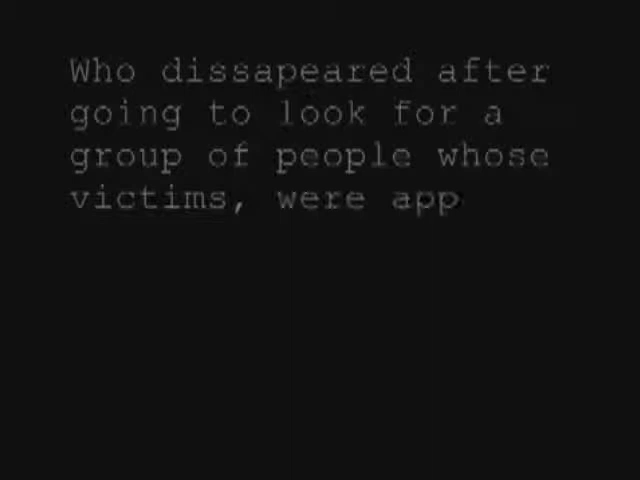 Who dissapeared after
going to look for a
group of people whose
victims, were app